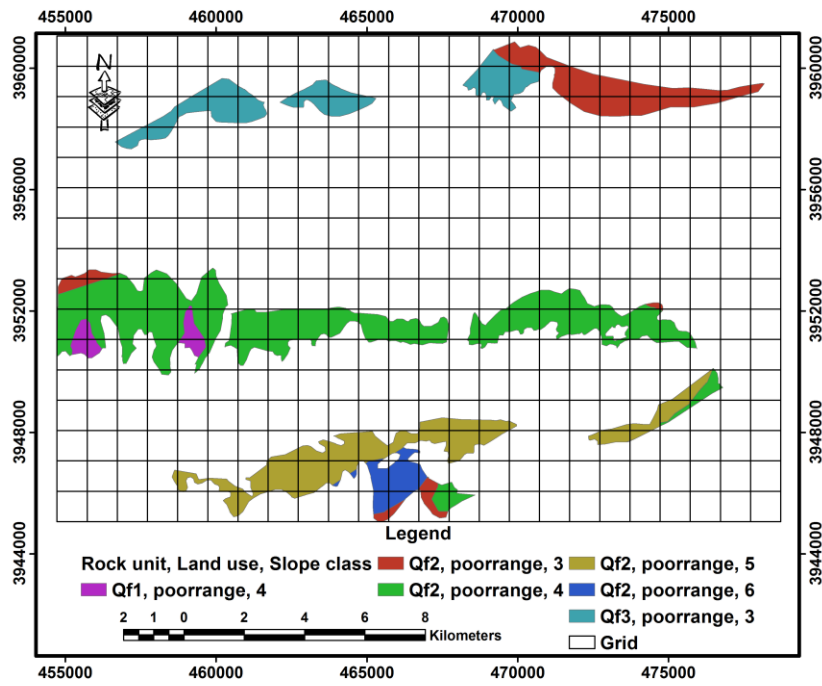 455000 460000 465000 470000 475000
3960000 3960000
N
3956000 3956000
3952000 3952000
3948000 3948000
3944000 3944000
Legend
Rock unit, Land use, Slope class
Qf1, poorrange, 4
Qf2, poorrange, 3
Qf2, poorrange, 4
Qf2, poorrange, 5
Qf2, poorrange, 6
Qf3, poorrange, 3
Grid
2 1 0 2 4 6 8
Kilometers
455000 460000 465000 470000 475000